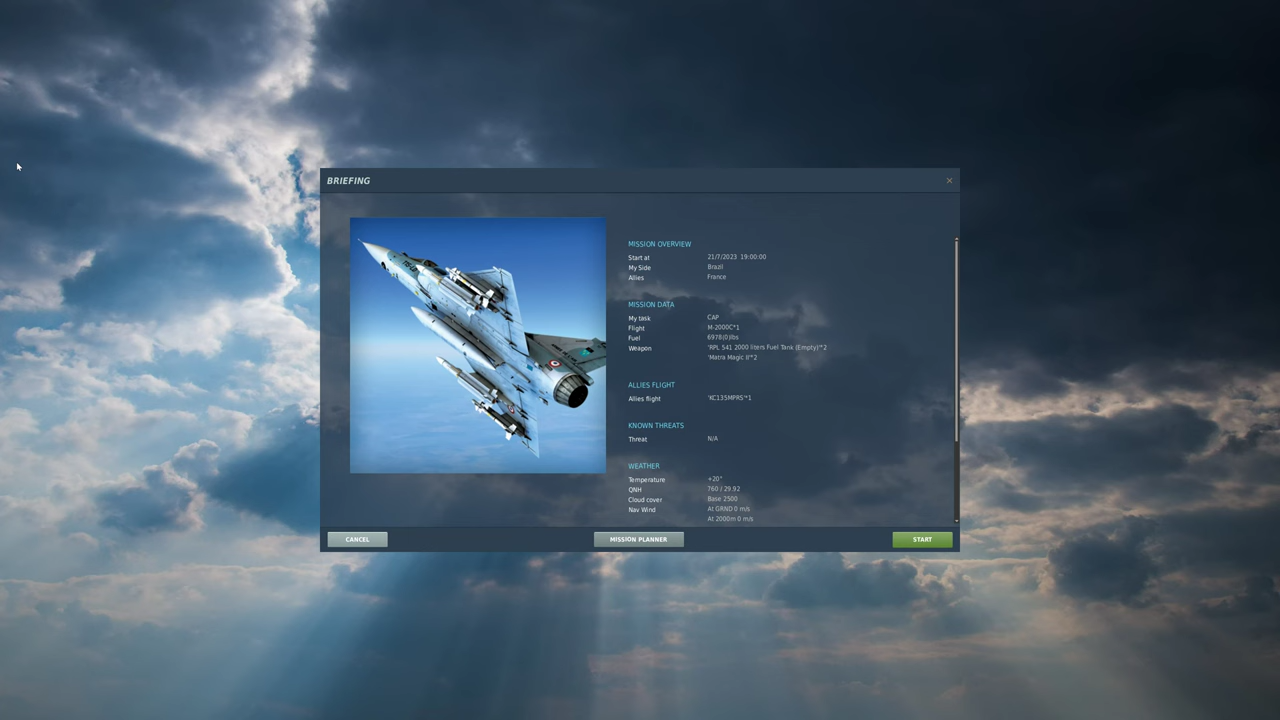 BRIEFING
MISSION OVERVIEW
Start at 21/7/2023 19:00:00
My Side Brazil
Allies France
MISSION DATA
My task CAP
Flight M-2000C*1
Fuel 6978(0)lbs
Weapon 'RPL 541 2000 liters Fuel Tank (Empty)'*2
'Matra Magic II'*2
ALLIES FLIGHT
Allies flight 'KC135MPRS'*1
KNOWN THREATS
Threat N/A
WEATHER
Temperature +20°
QNH 760 / 29.92
Cloud cover Base 2500
Nav Wind At GRND 0 m/s
At 2000m 0 m/s
CANCEL MISSION PLANNER START